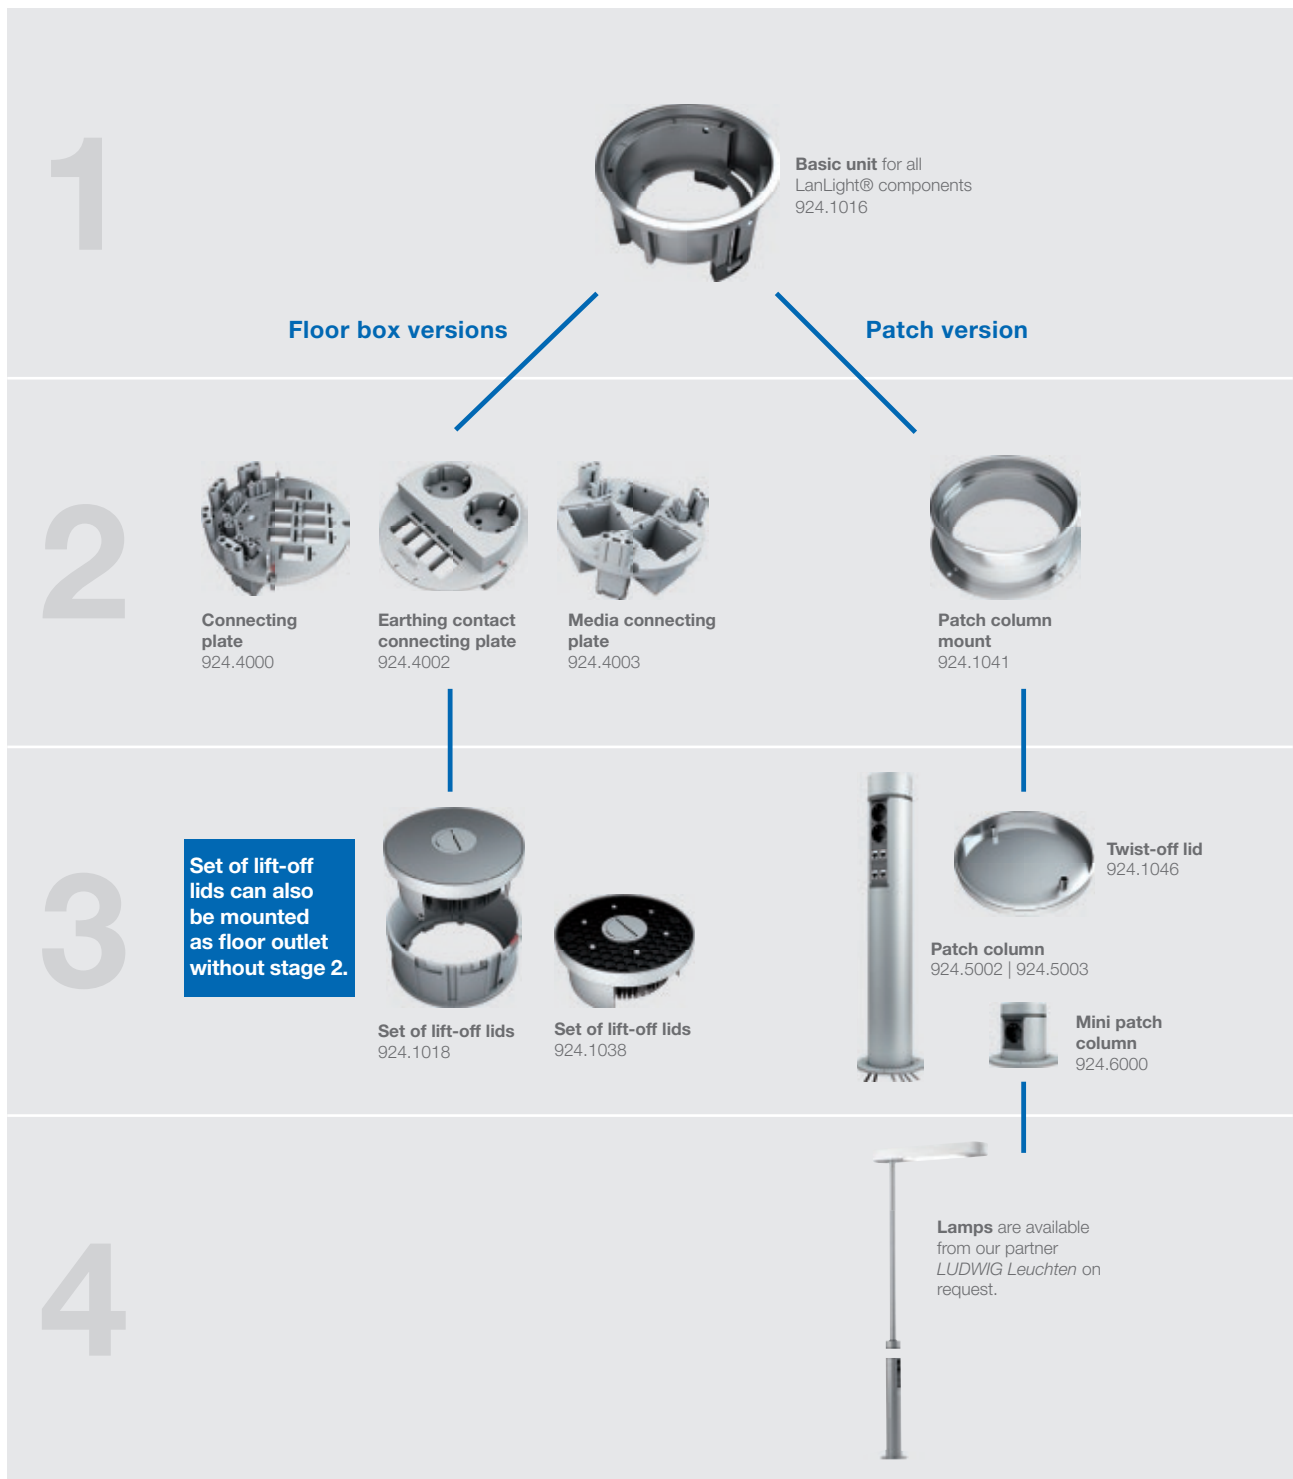 1
Basic unit for all
LanLight® components
924.1016
Floor box versions
Patch version
2
Connecting
plate
924.4000
Earthing contact
connecting plate
924.4002
Media connecting
plate
924.4003
Patch column
mount
924.1041
3
Set of lift-off
lids can also
be mounted
as floor outlet
without stage 2.
Set of lift-off lids
924.1018
Set of lift-off lids
924.1038
Twist-off lid
924.1046
Patch column
924.5002 | 924.5003
Mini patch
column
924.6000
4
Lamps are available
from our partner
LUDWIG Leuchten on
request.